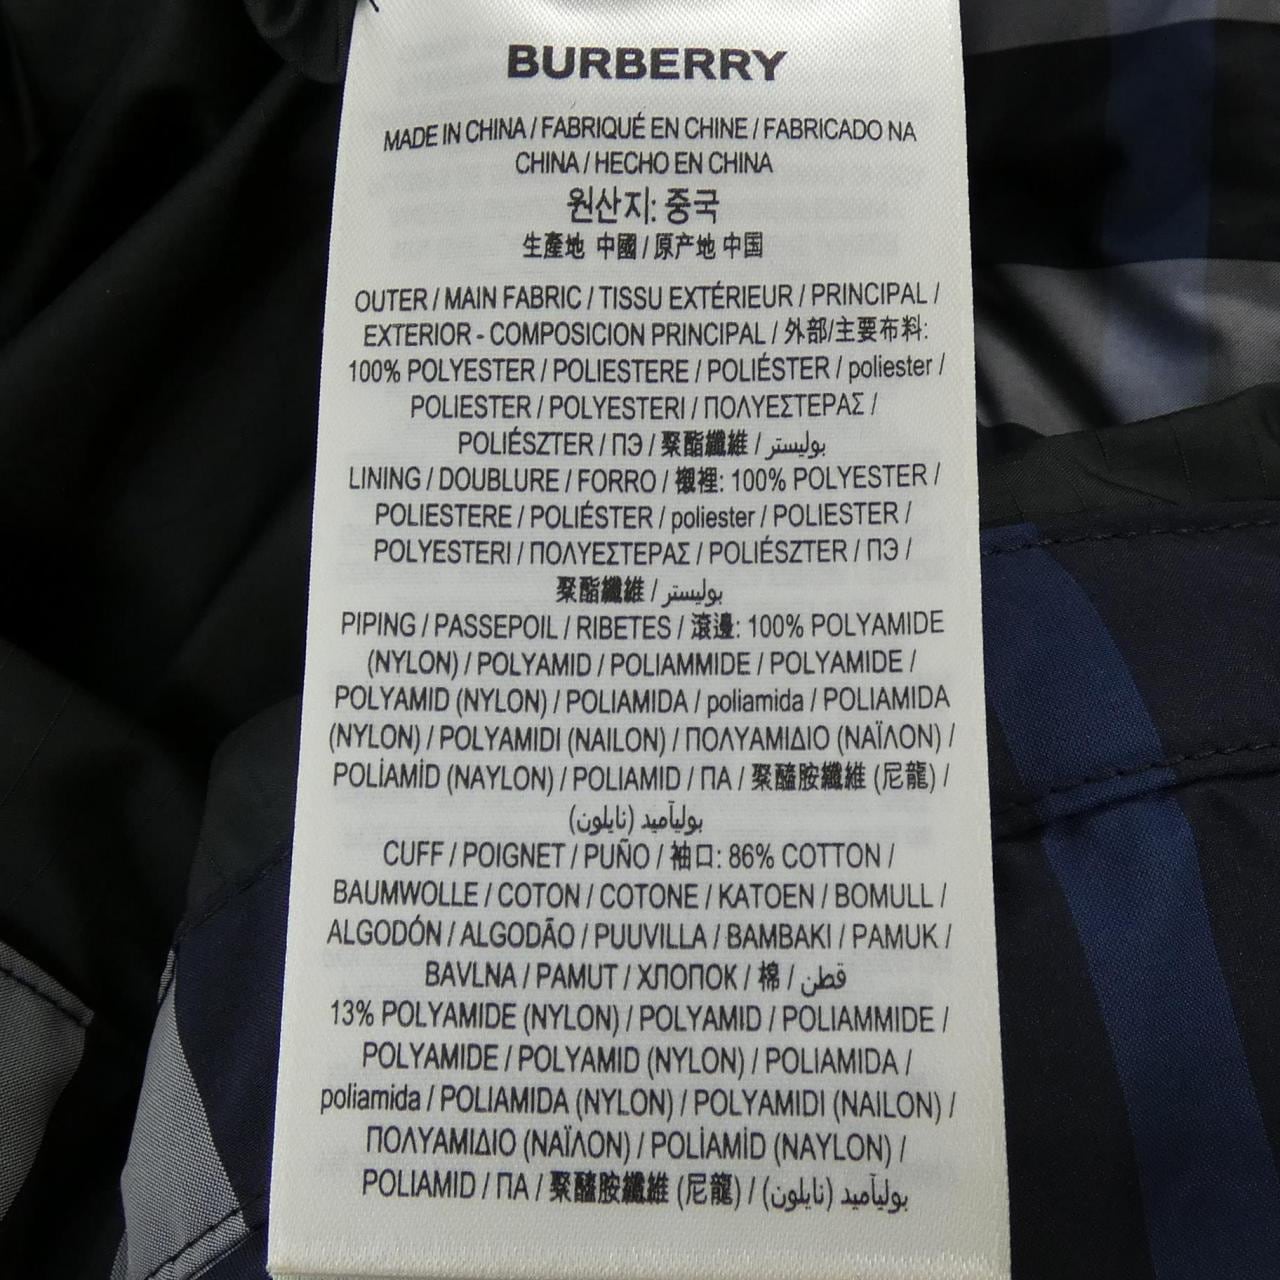 BURBERRY
MADE IN CHINA / FABRIQUÉ EN CHINE / FABRICADO NA
CHINA / HECHO EN CHINA
원산지: 중국
生產地 中國 / 原产地 中国
OUTER / MAIN FABRIC / TISSU EXTÉRIEUR / PRINCIPAL /
EXTERIOR - COMPOSICION PRINCIPAL / 外部/主要布料:
100% POLYESTER / POLIESTERE / POLIÉSTER / poliester /
POLIESTER / POLYESTERI / ΠΟΛΥΕΣΤΕΡΑΣ /
POLIÉSZTER / ПЭ / 聚酯纖維 / بوليستر
LINING / DOUBLURE / FORRO / 襯裡: 100% POLYESTER /
POLIESTERE / POLIÉSTER / poliester / POLIESTER /
POLYESTERI / ΠΟΛΥΕΣΤΕΡΑΣ / POLIÉSZTER / ПЭ /
聚酯纖維 / بوليستر
PIPING / PASSEPOIL / RIBETES / 滾邊: 100% POLYAMIDE
(NYLON) / POLYAMID / POLIAMMIDE / POLYAMIDE /
POLYAMID (NYLON) / POLIAMIDA / poliamida / POLIAMIDA
(NYLON) / POLYAMIDI (NAILON) / ΠΟΛΥΑΜΙΔΙΟ (ΝΑΪΛΟΝ) /
POLİAMİD (NAYLON) / POLIAMID / ПА / 聚醯胺纖維 (尼龍) /
بوليآميد (نايلون)
CUFF / POIGNET / PUÑO / 袖口: 86% COTTON /
BAUMWOLLE / COTON / COTONE / KATOEN / BOMULL /
ALGODÓN / ALGODÃO / PUUVILLA / BAMBAKI / PAMUK /
BAVLNA / PAMUT / ХЛОПОК / 棉 / قطن
13% POLYAMIDE (NYLON) / POLYAMID / POLIAMMIDE /
POLYAMIDE / POLYAMID (NYLON) / POLIAMIDA /
poliamida / POLIAMIDA (NYLON) / POLYAMIDI (NAILON) /
ΠΟΛΥΑΜΙΔΙΟ (ΝΑΪΛΟΝ) / POLİAMİD (NAYLON) /
POLIAMID / ПА / 聚醯胺纖維 (尼龍) / بوليآميد (نايلون)